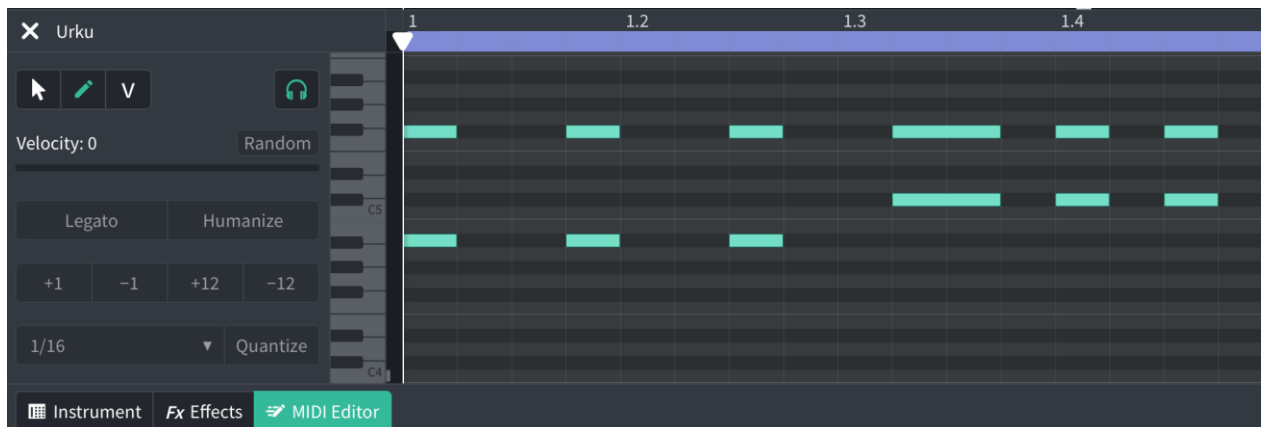 Urku
1 1.2 1.3 1.4
V
Velocity: 0 Random
Legato Humanize
C5
+1 −1 +12 −12
1/16 Quantize
C4
Instrument Fx Effects MIDI Editor